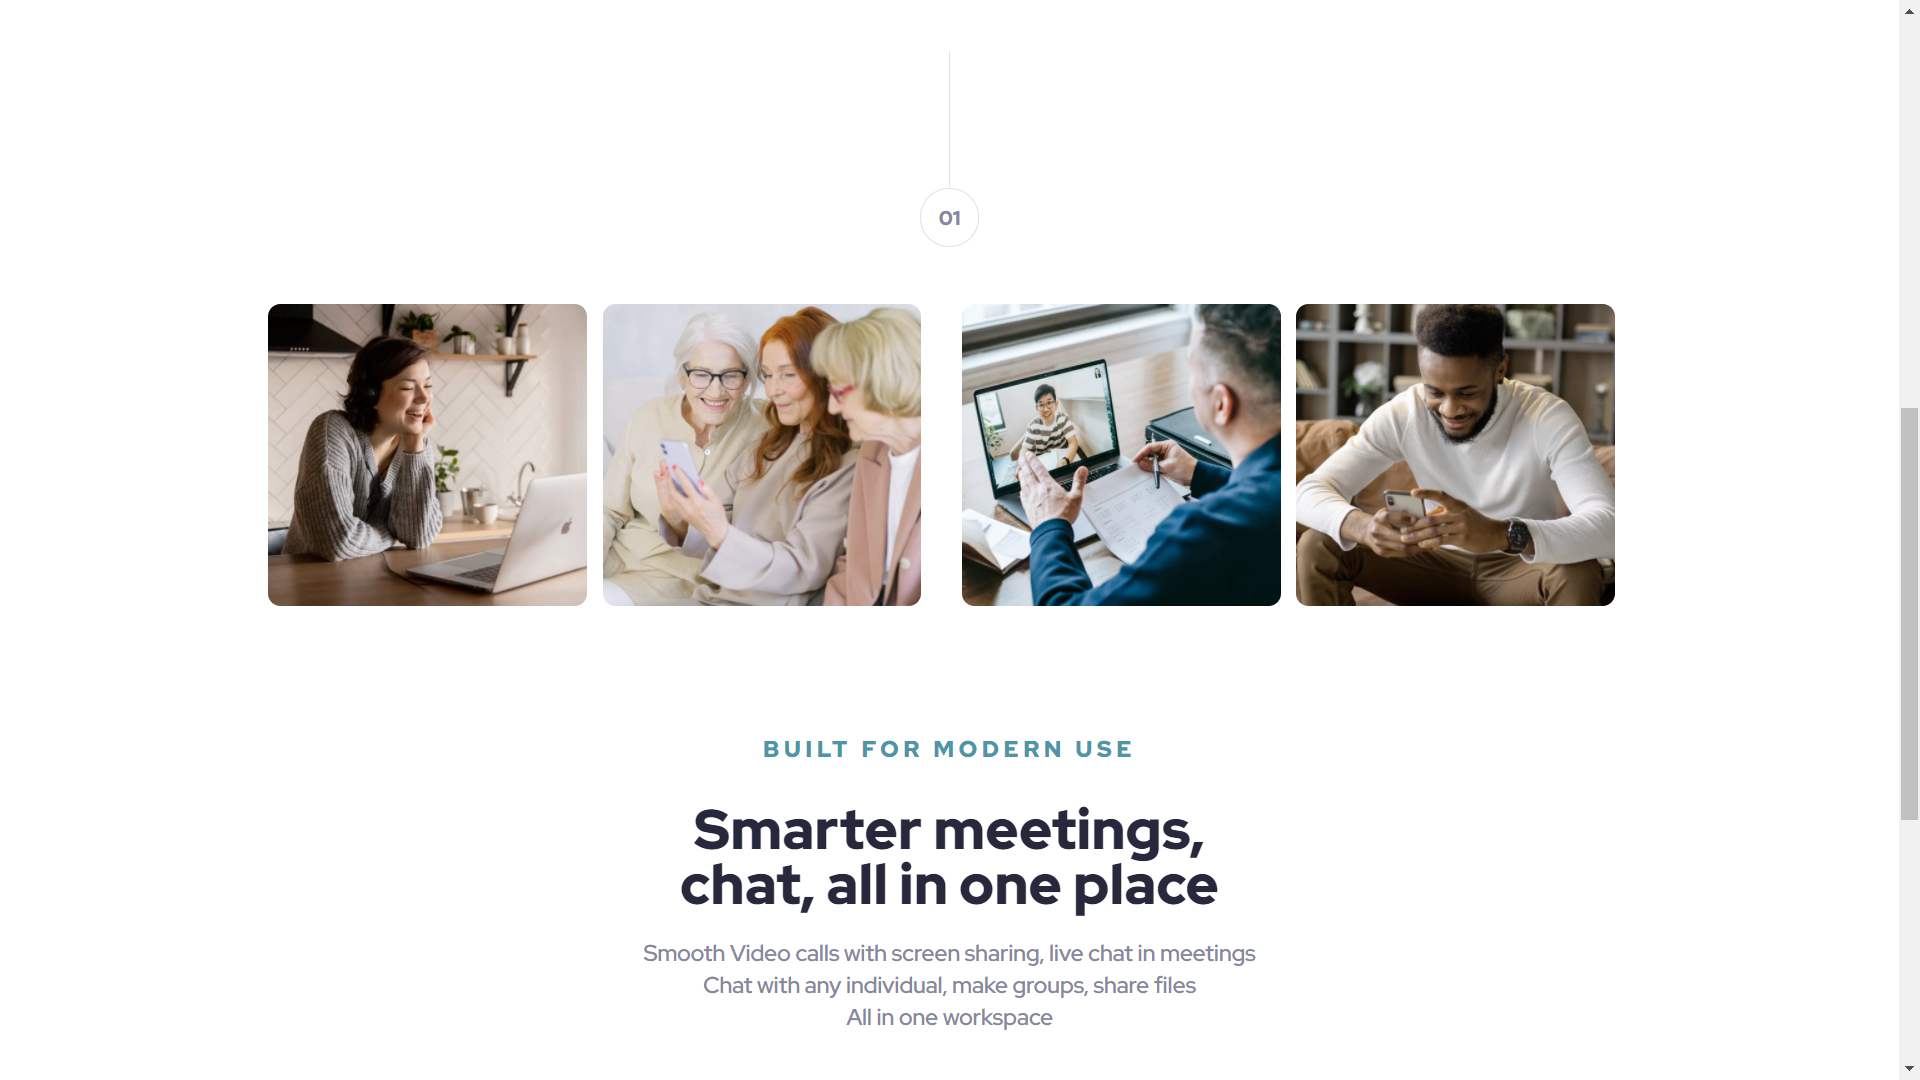 01
BUILT FOR MODERN USE
Smarter meetings,
chat, all in one place
Smooth Video calls with screen sharing, live chat in meetings
Chat with any individual, make groups, share files
All in one workspace